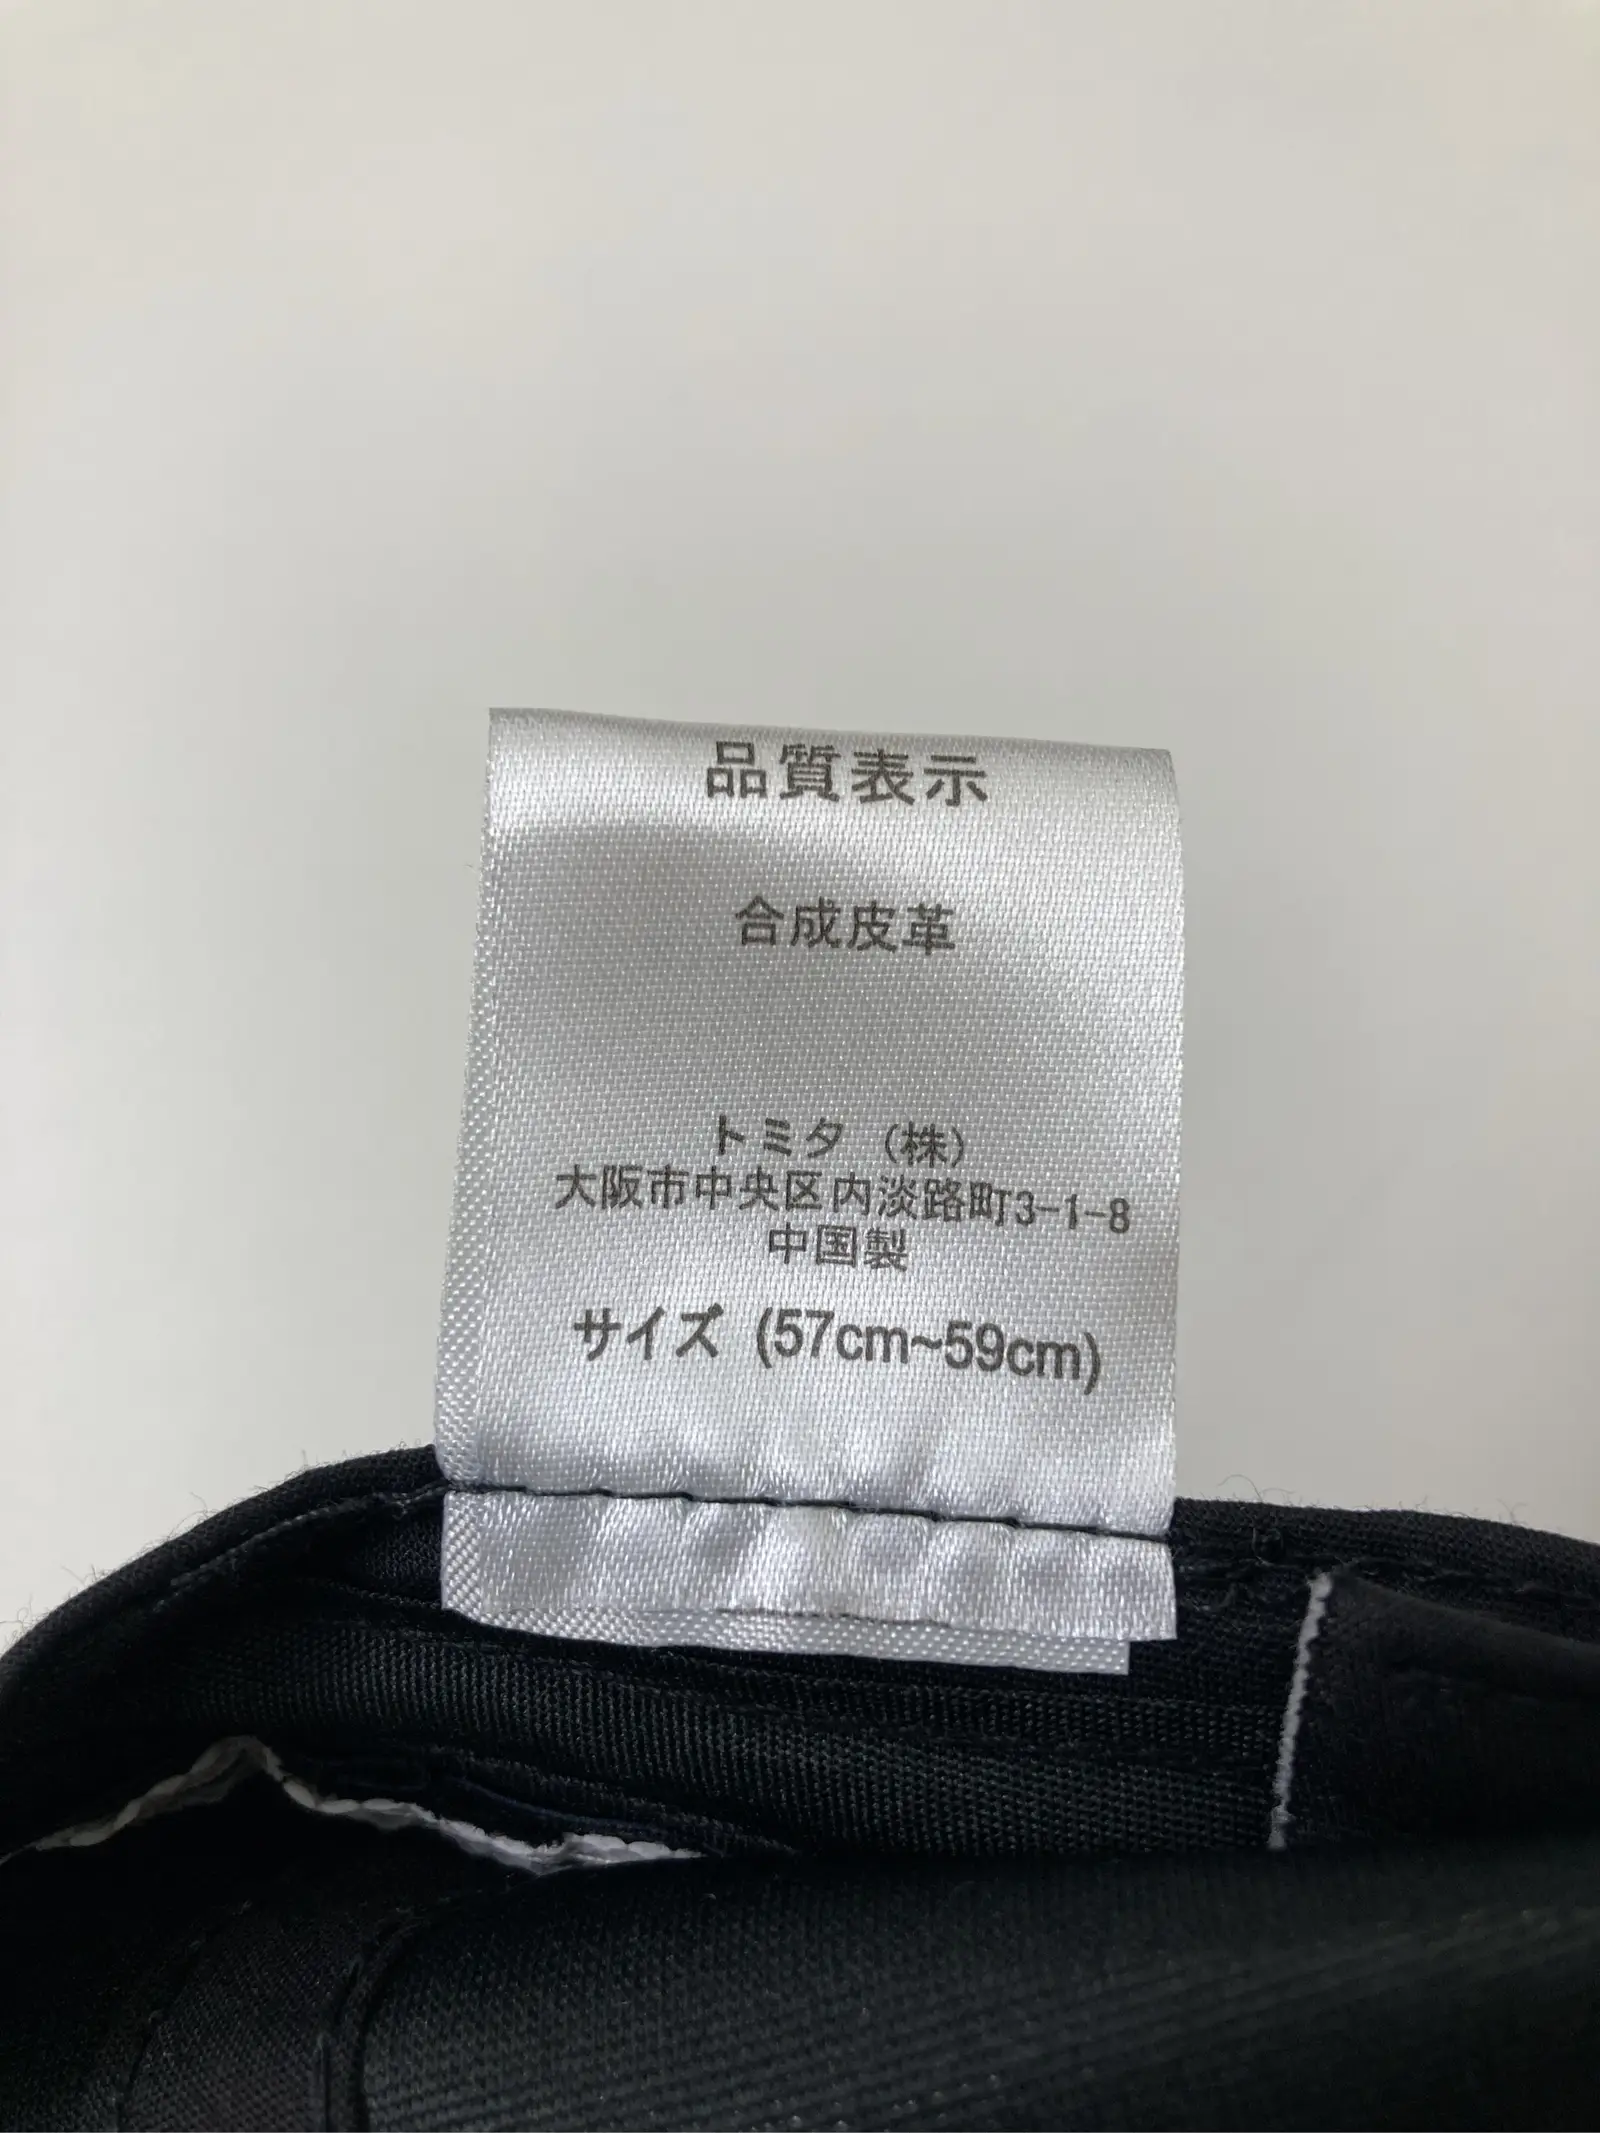 品質表示
合成皮革
トミタ (株)
大阪市中央区内淡路町3-1-8
中国製
サイズ (57cm~59cm)